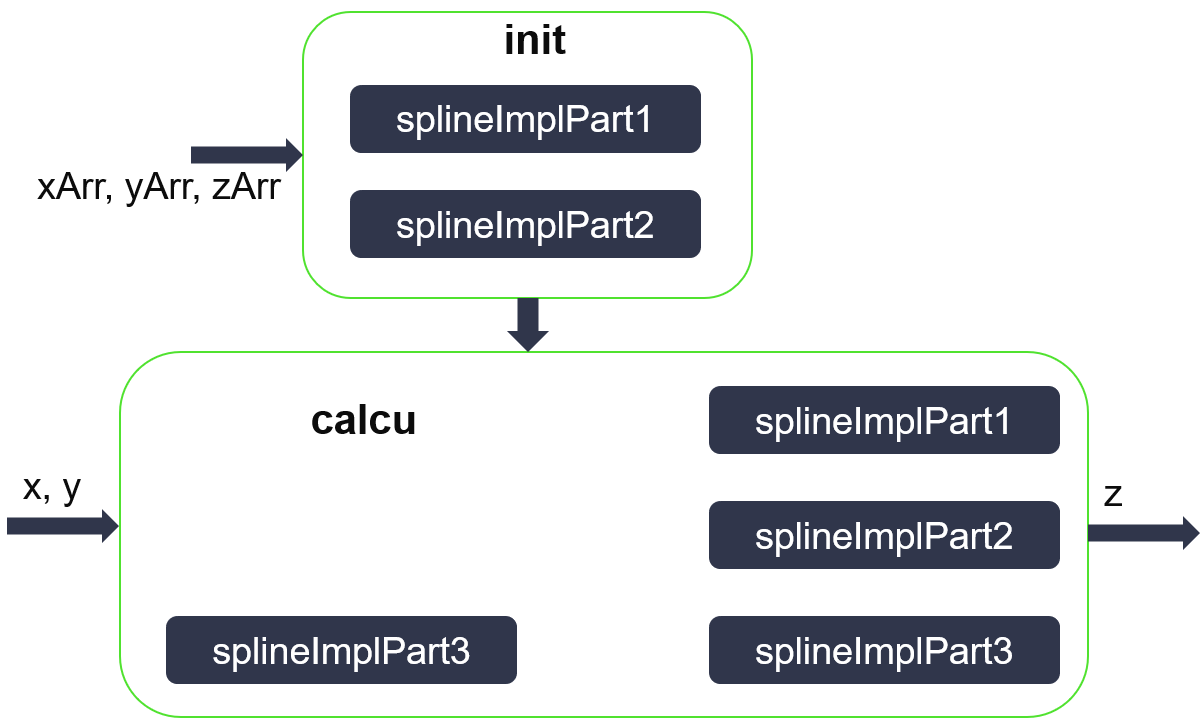 init
splineImplPart1
xArr, yArr, zArr
splineImplPart2
calcu
splineImplPart1
x, y
z
splineImplPart2
splineImplPart3
splineImplPart3